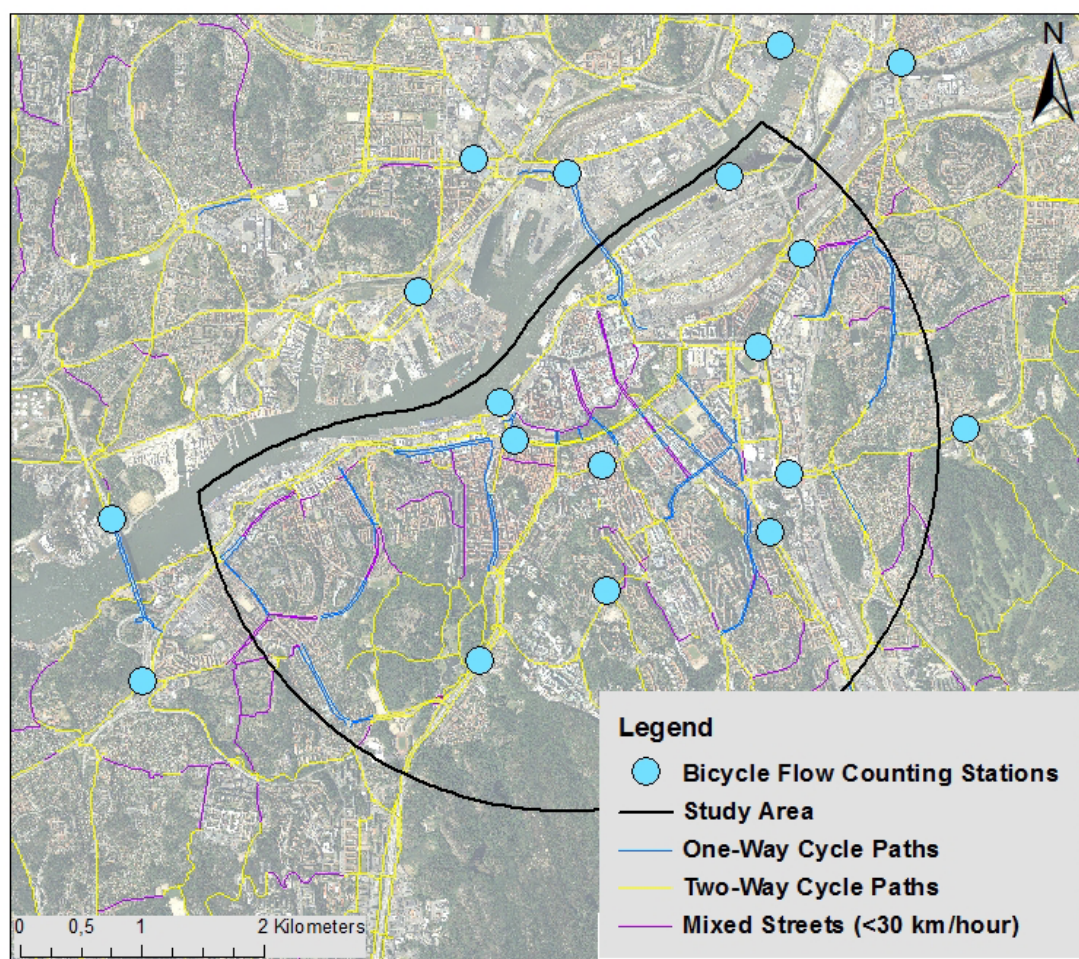 N
Legend
Bicycle Flow Counting Stations
Study Area
One-Way Cycle Paths
Two-Way Cycle Paths
Mixed Streets (<30 km/hour)
0 0,5 1 2 Kilometers